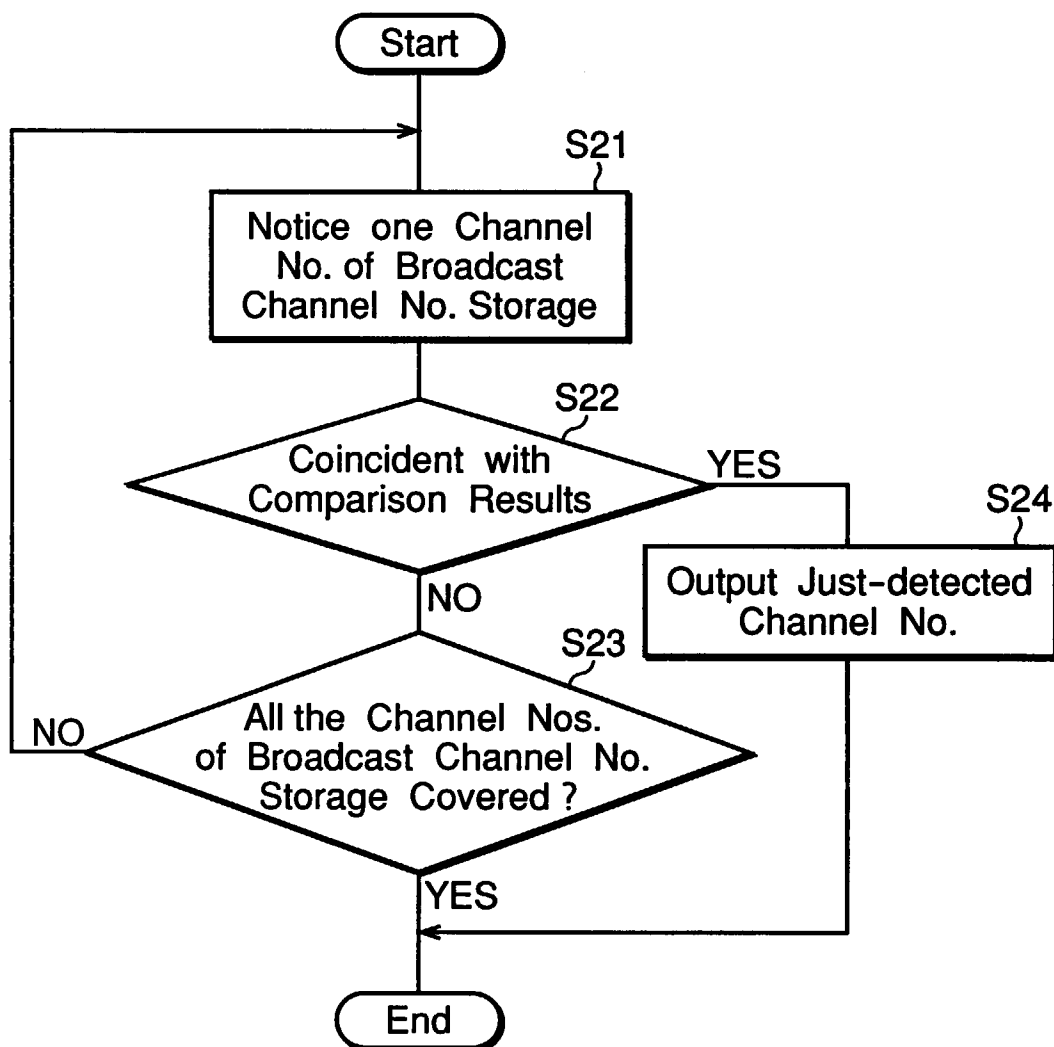 Start
S21
Notice one Channel
No. of Broadcast
Channel No. Storage
S22
Coincident with
Comparison Results
YES
S24
Output Just-detected
Channel No.
NO
S23
All the Channel Nos.
of Broadcast Channel No.
Storage Covered ?
NO
YES
End